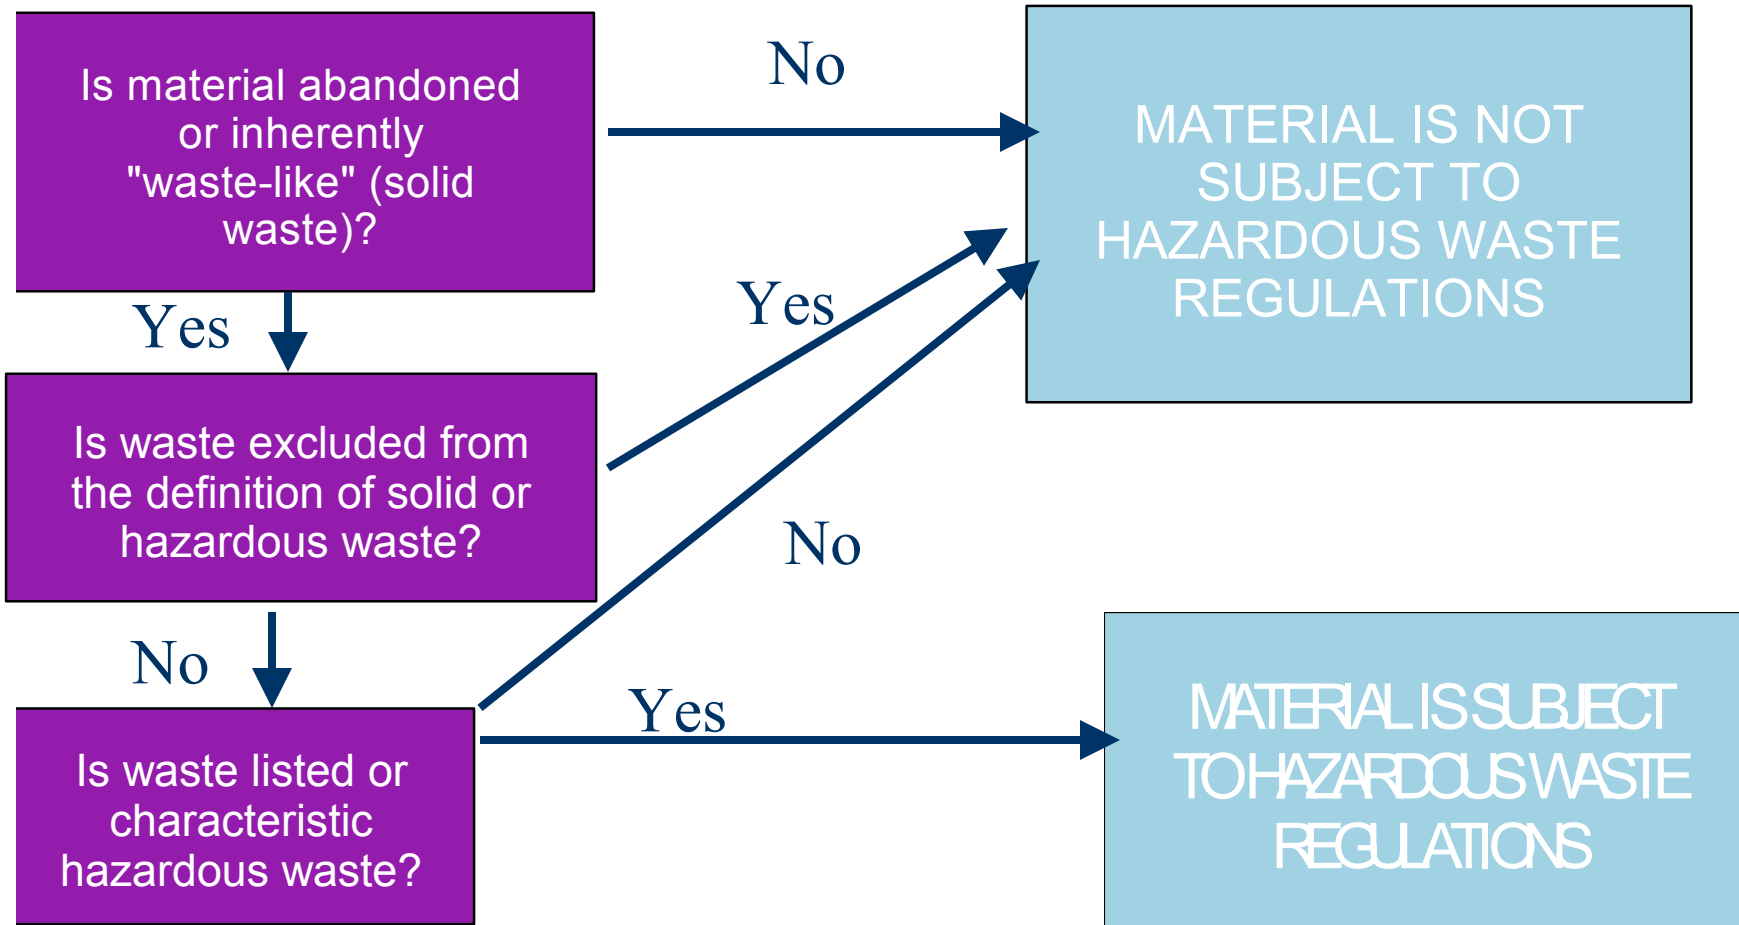 Is material abandoned
or inherently
"waste-like" (solid
waste)?
No
MATERIAL IS NOT
SUBJECT TO
HAZARDOUS WASTE
REGULATIONS
Yes
Yes
Is waste excluded from
the definition of solid or
hazardous waste?
No
No
Is waste listed or
characteristic
hazardous waste?
Yes
MATERIAL IS SUBJECT
TO HAZARDOUS WASTE
REGULATIONS